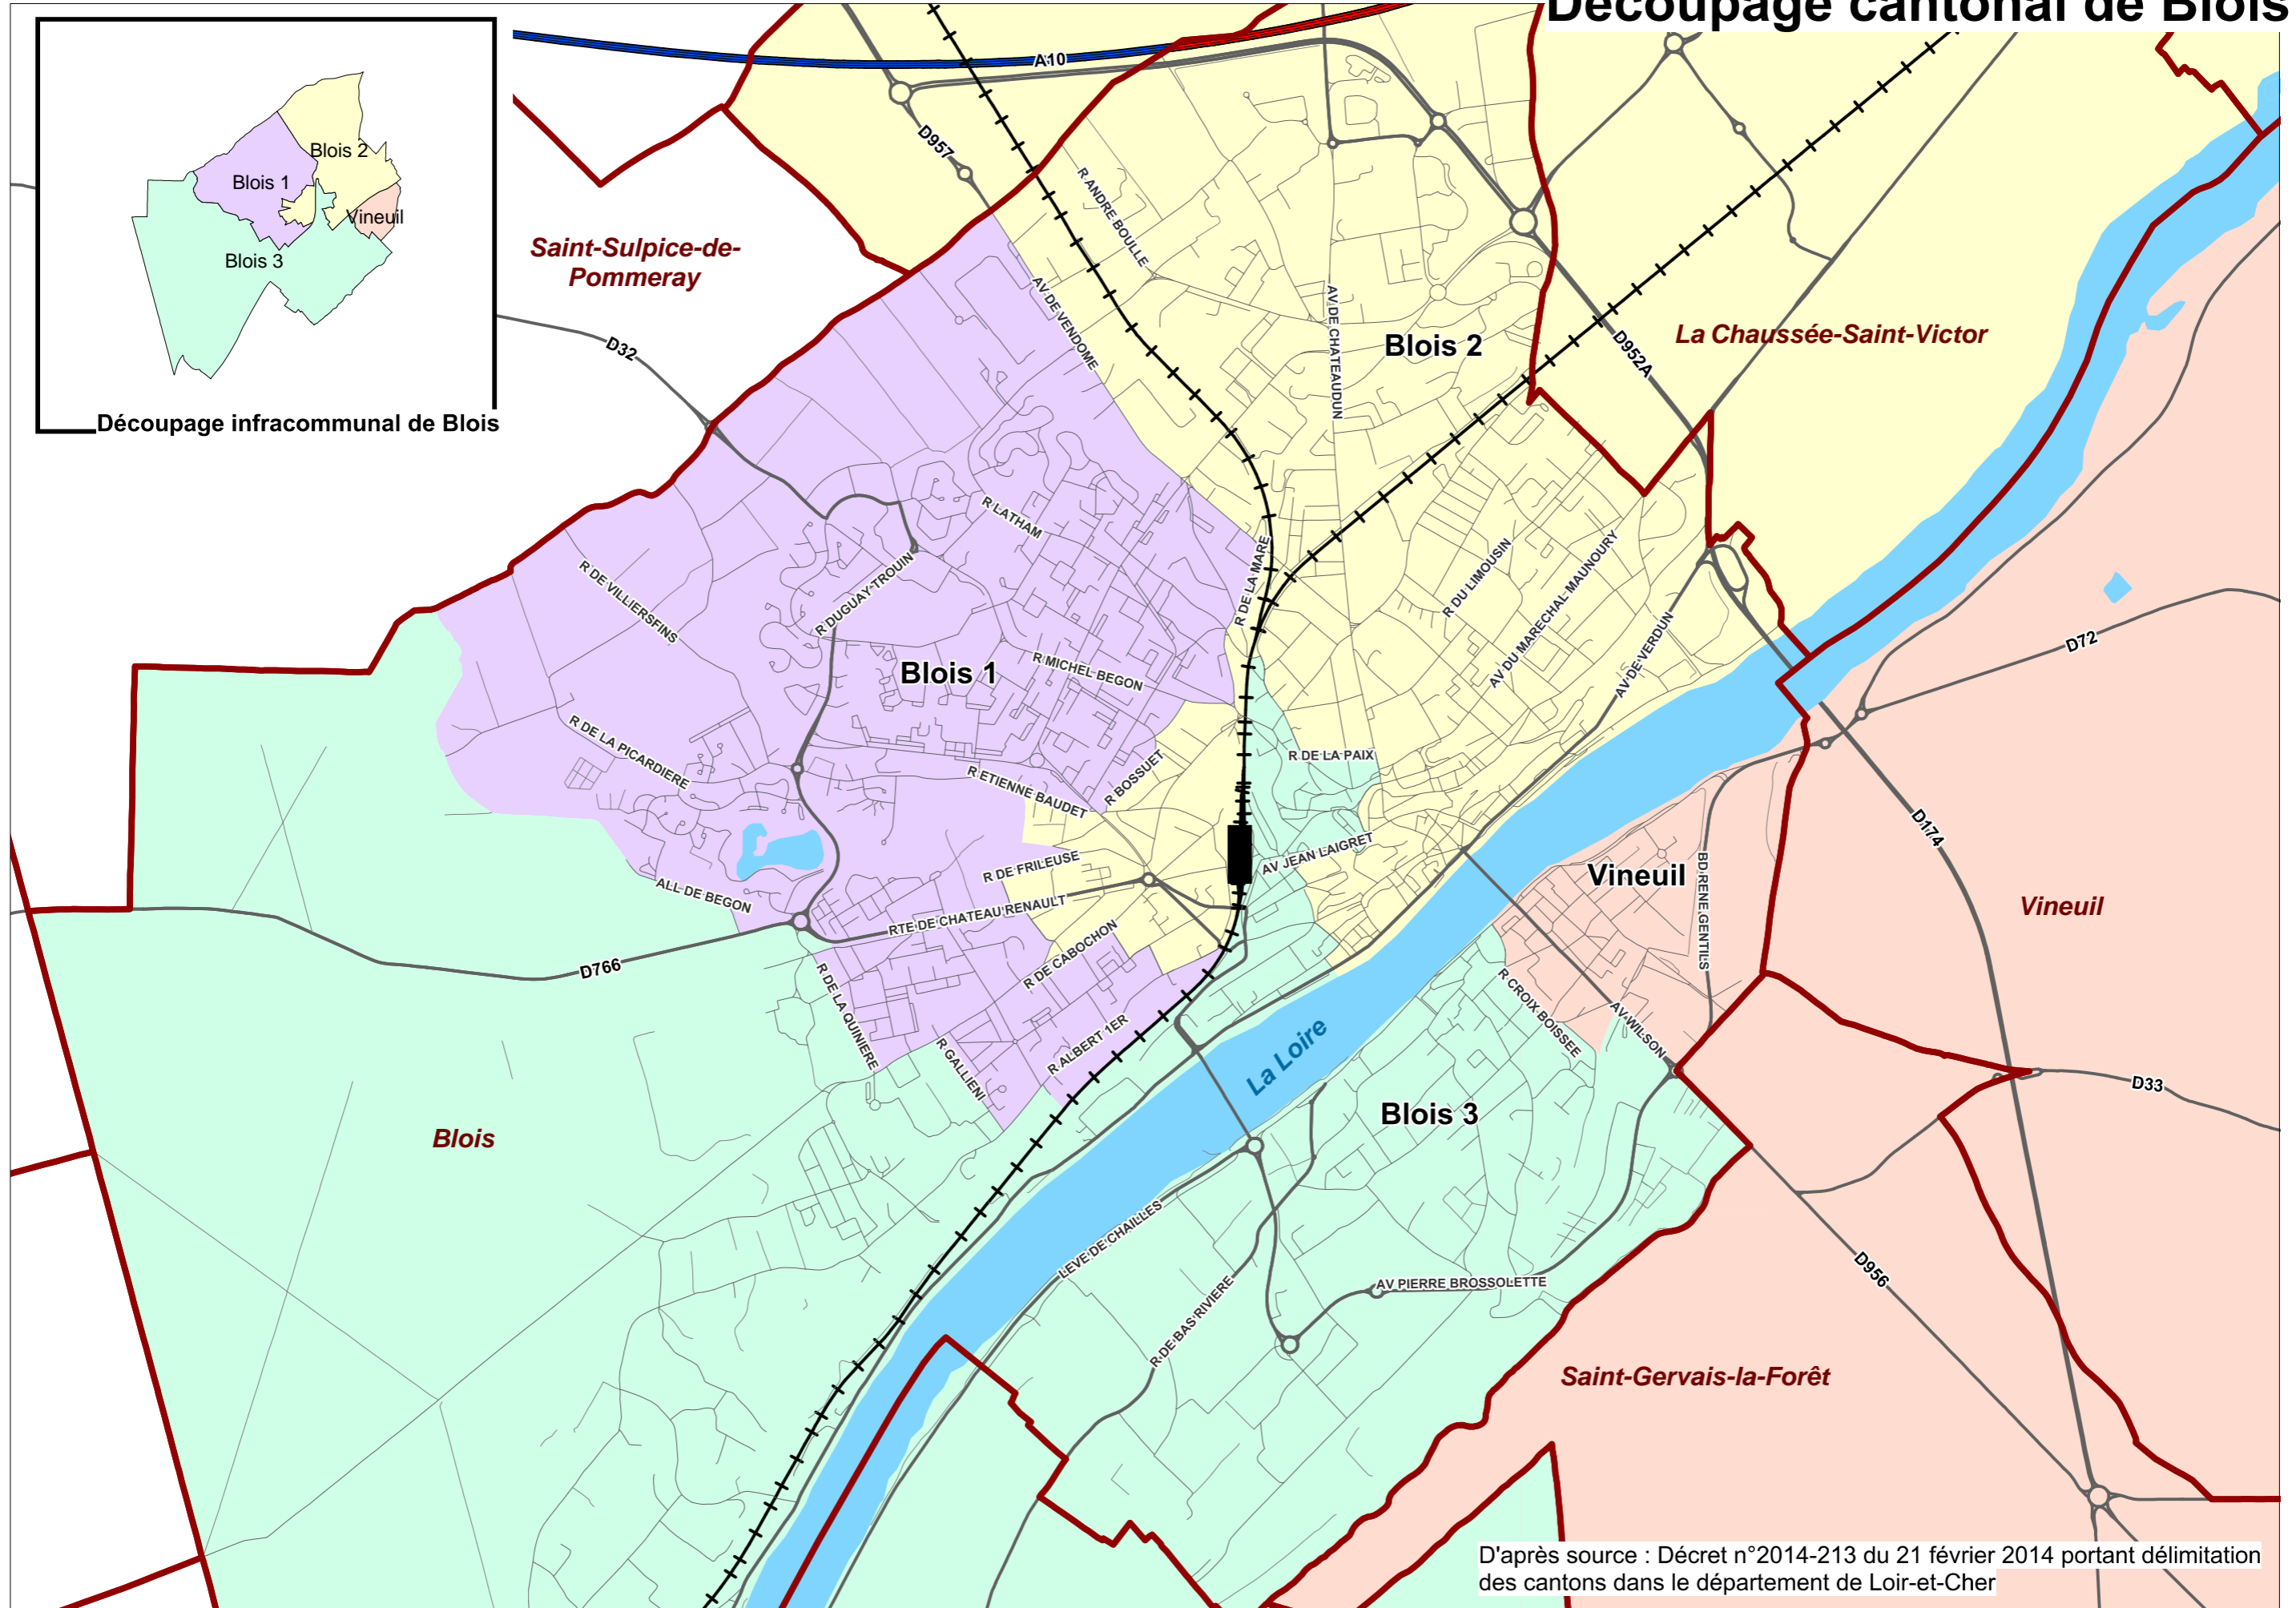 Découpage cantonal de Blois
Blois 2
Blois 1
Vineuil
Blois 3
Découpage infracommunal de Blois
A10
D957
Saint-Sulpice-de-
Pommeray
D32
R ANDRE BOULLE
AV DE VENDOME
AV DE CHATEAUDUN
Blois 2
D952A
La Chaussée-Saint-Victor
R LATHAM
R DE VILLIERSFINS
R DUGUAY-TROUIN
R DE LA MARE
R DU LIMOUSIN
AV DU MARECHAL MAUNOURY
AV DE VERDUN
D72
Blois 1
R MICHEL BEGON
R DE LA PICARDIERE
R ETIENNE BAUDET
R BOSSUET
R DE LA PAIX
D174
AV JEAN LAIGRET
R DE FRILEUSE
Vineuil
BD RENE GENTILS
Vineuil
ALL DE BEGON
RTE DE CHATEAU RENAULT
D766
R DE CABOCHON
R DE LA QUINIERE
R GALLIENI
R ALBERT 1ER
R CROIX BOISSEE
AV WILSON
La Loire
D33
Blois
Blois 3
LEVE DE CHAILLES
R DE BAS RIVIERE
AV PIERRE BROSSOLETTE
D956
Saint-Gervais-la-Forêt
D'après source : Décret n°2014-213 du 21 février 2014 portant délimitation
des cantons dans le département de Loir-et-Cher